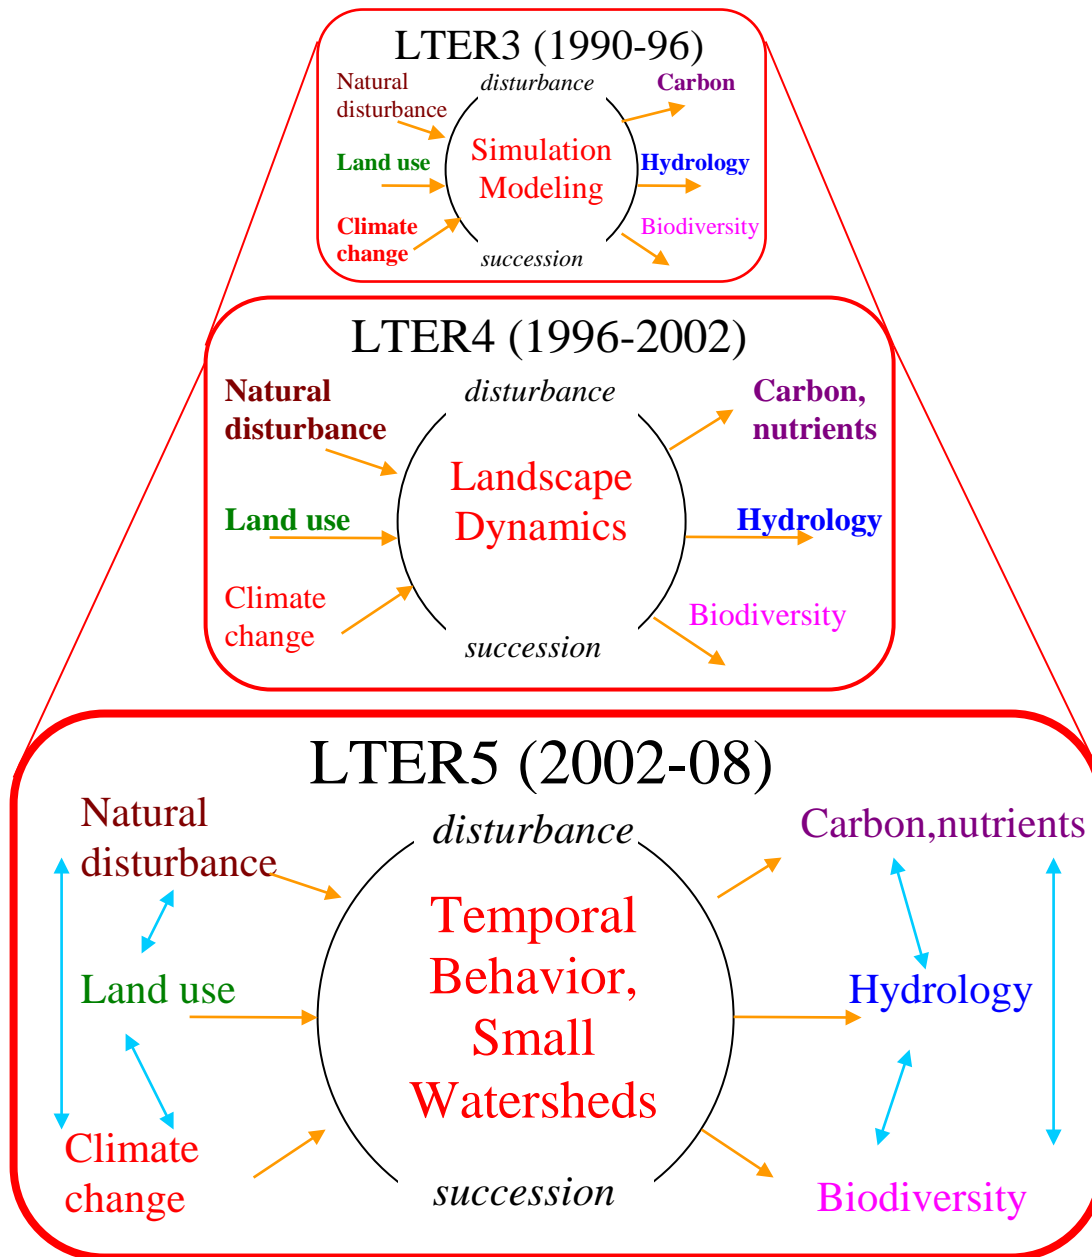 LTER3 (1990-96)
Natural
disturbance
disturbance
Carbon
Land use
Simulation
Modeling
Hydrology
Climate
change
Biodiversity
succession
LTER4 (1996-2002)
Natural
disturbance
disturbance
Carbon,
nutrients
Land use
Landscape
Dynamics
Hydrology
Climate
change
Biodiversity
succession
LTER5 (2002-08)
Natural
disturbance
disturbance
Carbon,nutrients
Land use
Temporal
Behavior,
Small
Watersheds
Hydrology
Climate
change
Biodiversity
succession